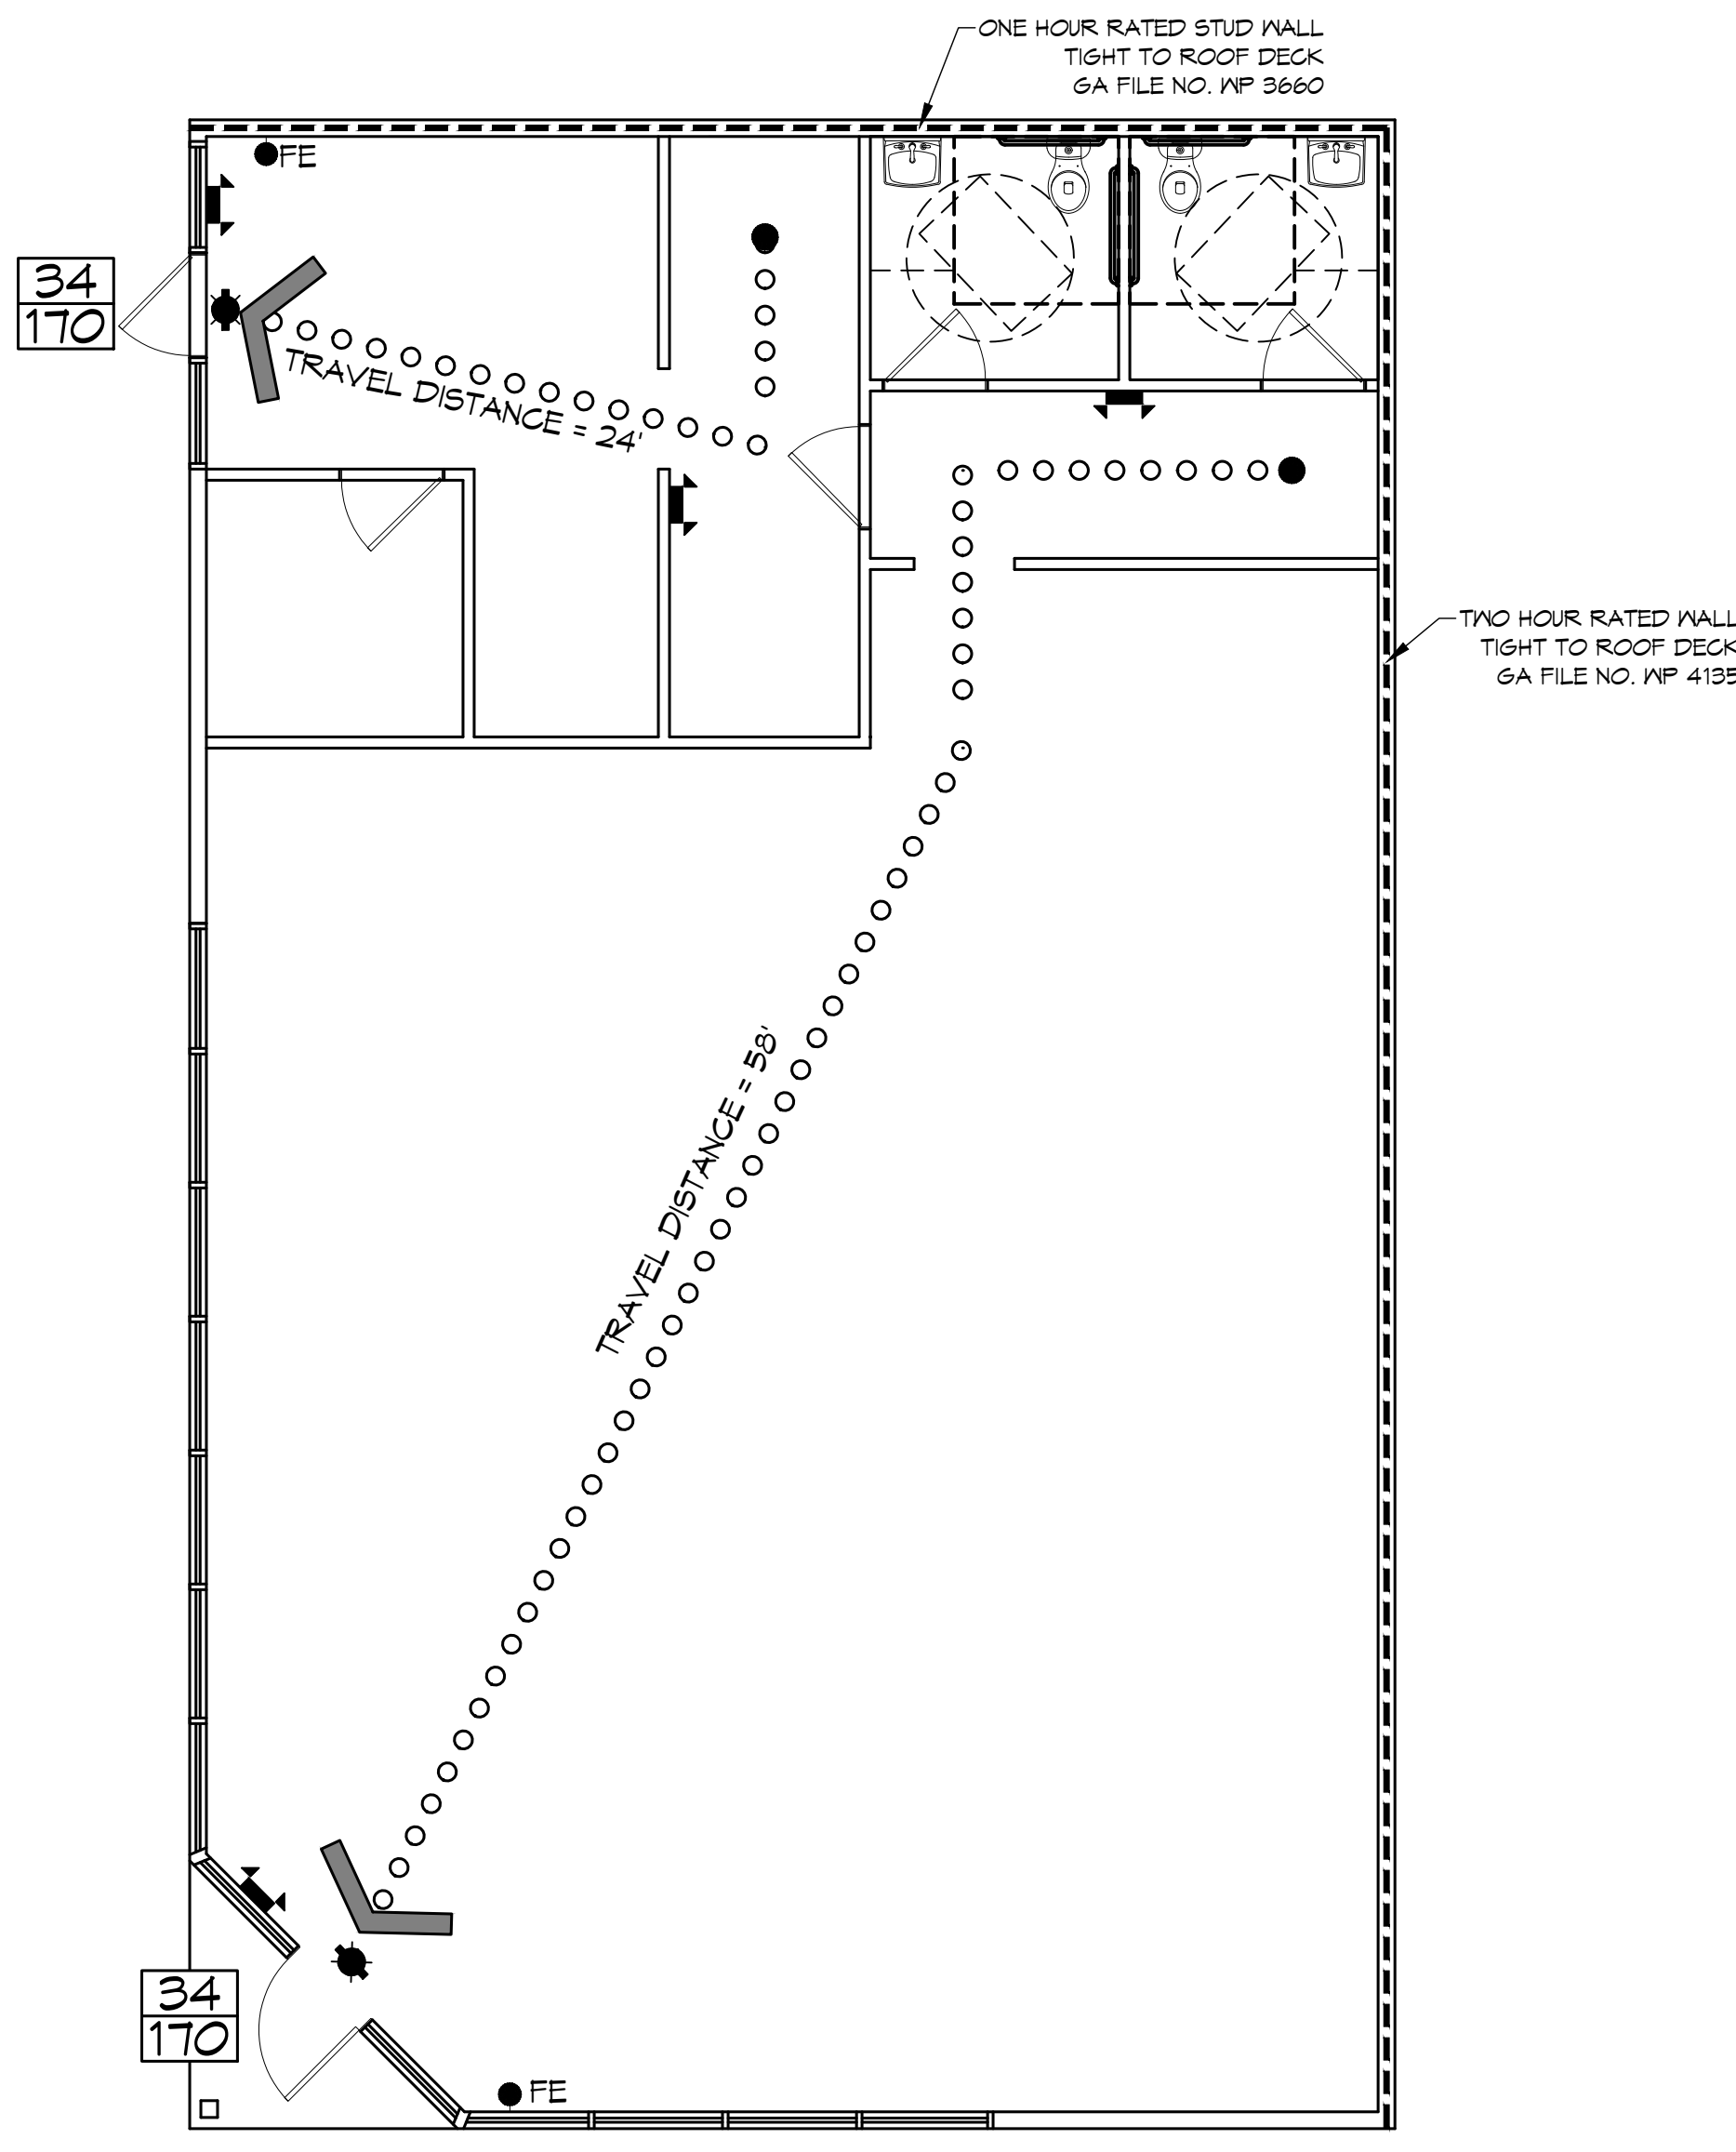 ONE HOUR RATED STUD WALL
TIGHT TO ROOF DECK
GA FILE NO. WP 3660
FE
34
170
TRAVEL DISTANCE = 24'
TWO HOUR RATED WALL
TIGHT TO ROOF DECK
GA FILE NO. WP 4135
TRAVEL DISTANCE = 58'
34
170
FE